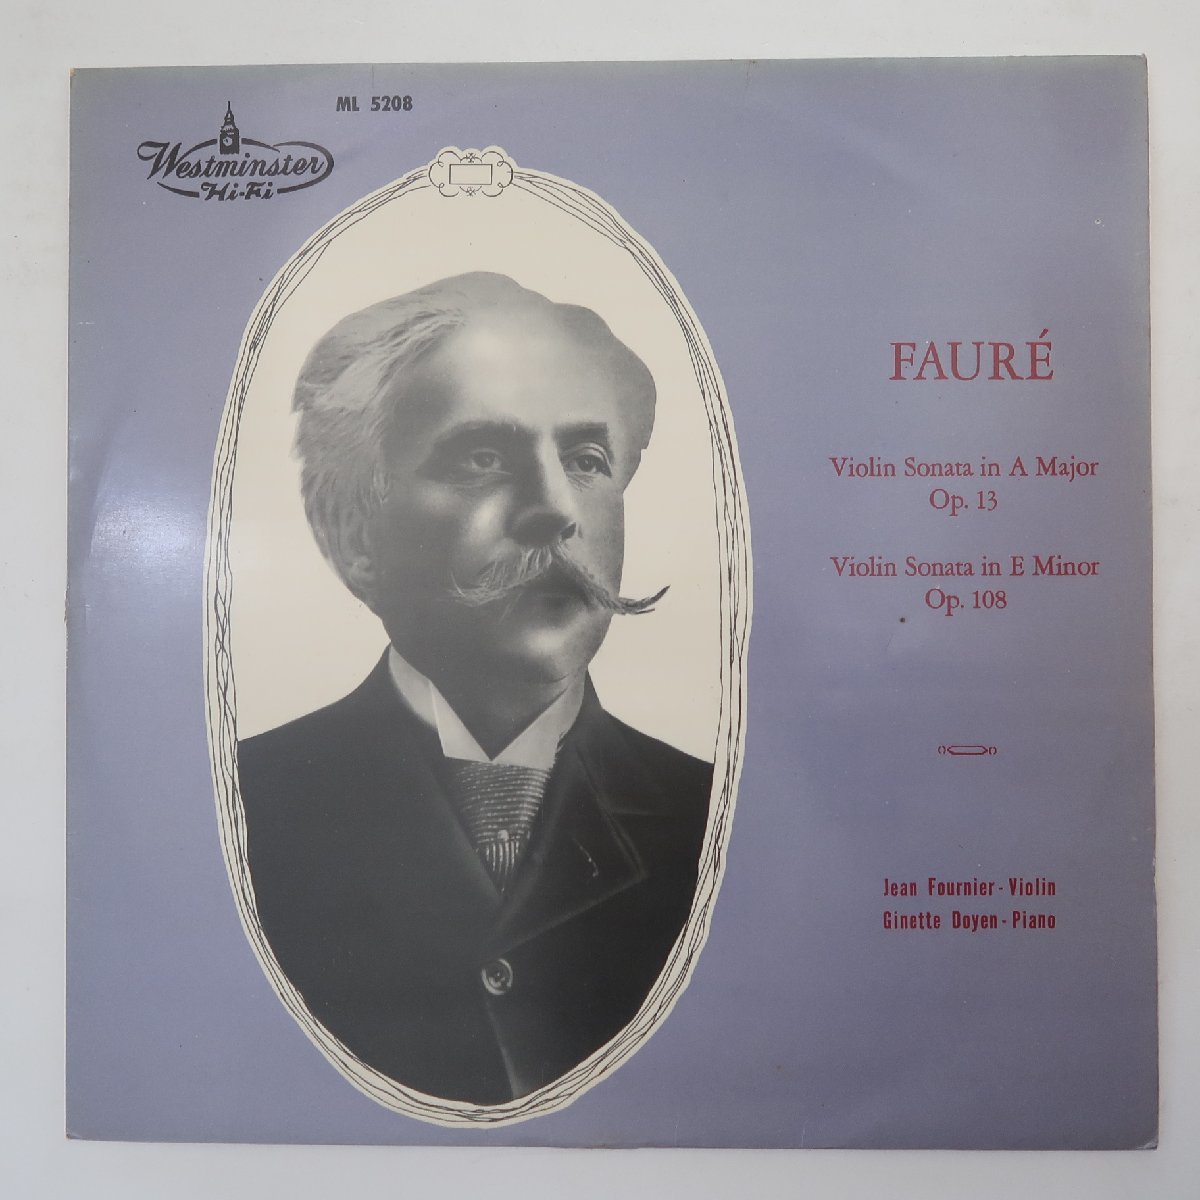 ML 5208
Westminster
Hi-Fi
FAURÉ
Violin Sonata in A Major
Op. 13
Violin Sonata in E Minor
Op. 108
Jean Fournier - Violin
Ginette Doyen - Piano